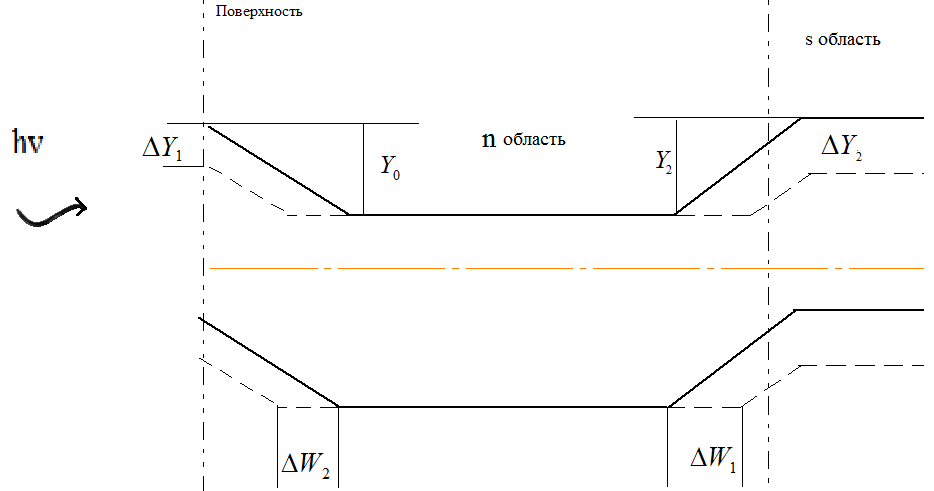 Поверхность
s область
hν
ΔY₁
Y₀
n область
Y₂
ΔY₂
ΔW₂
ΔW₁